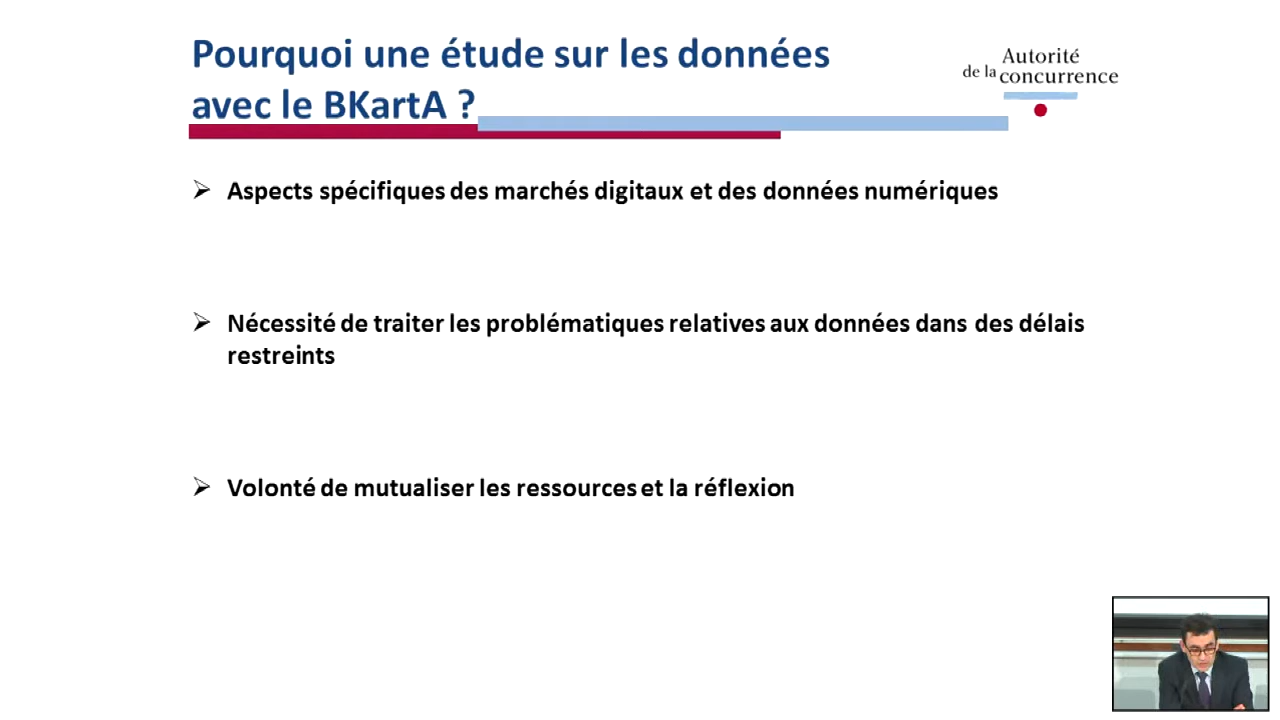 Pourquoi une étude sur les données
avec le BKartA ?
Autorité
de la concurrence
Aspects spécifiques des marchés digitaux et des données numériques
Nécessité de traiter les problématiques relatives aux données dans des délais
restreints
Volonté de mutualiser les ressources et la réflexion